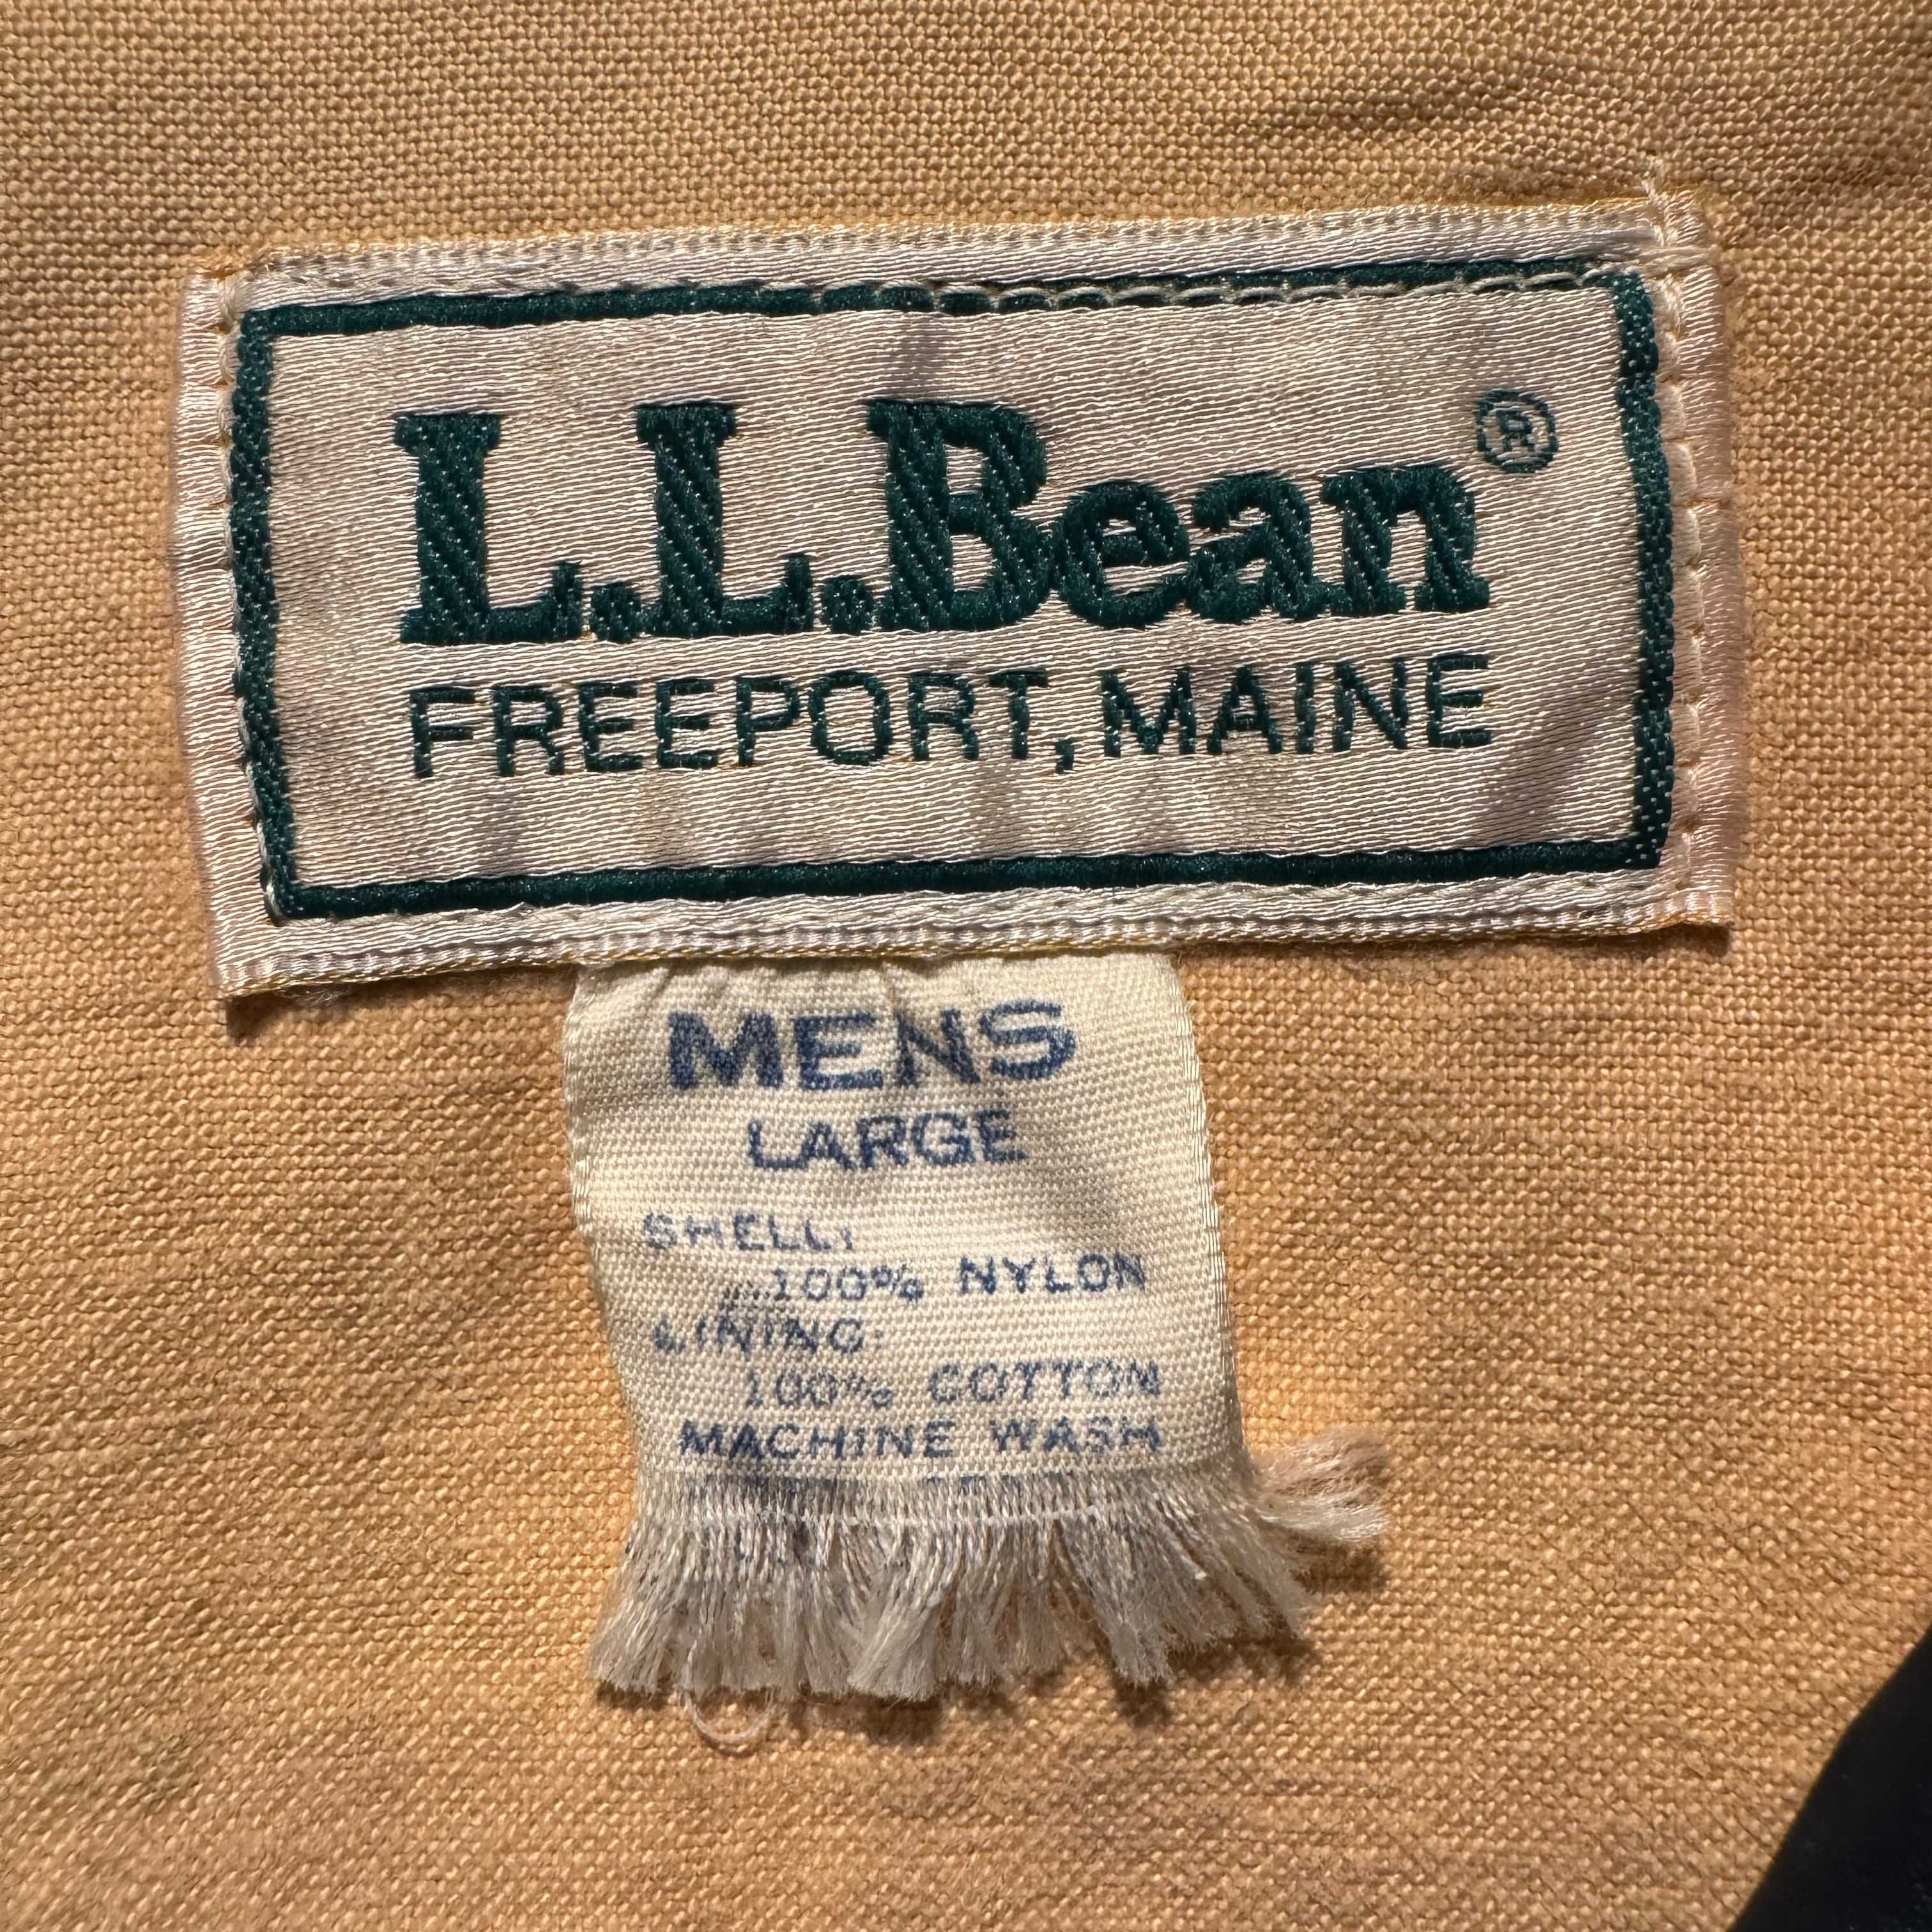 L.L.Bean®
FREEPORT, MAINE
MENS
LARGE
SHELL:
100% NYLON
LINING:
100% COTTON
MACHINE WASH